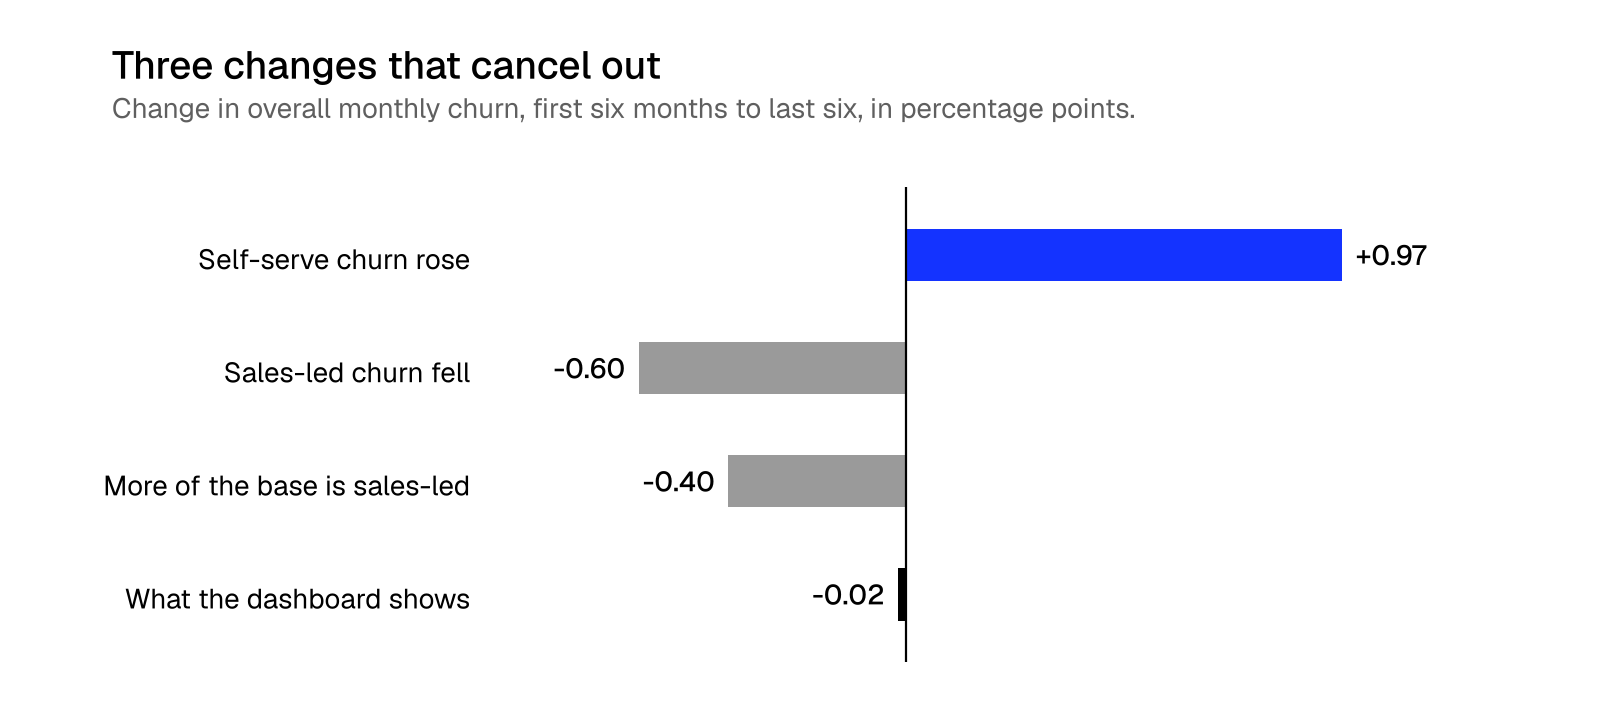 Three changes that cancel out
Change in overall monthly churn, first six months to last six, in percentage points.
Self-serve churn rose
+0.97
Sales-led churn fell
-0.60
More of the base is sales-led
-0.40
What the dashboard shows
-0.02